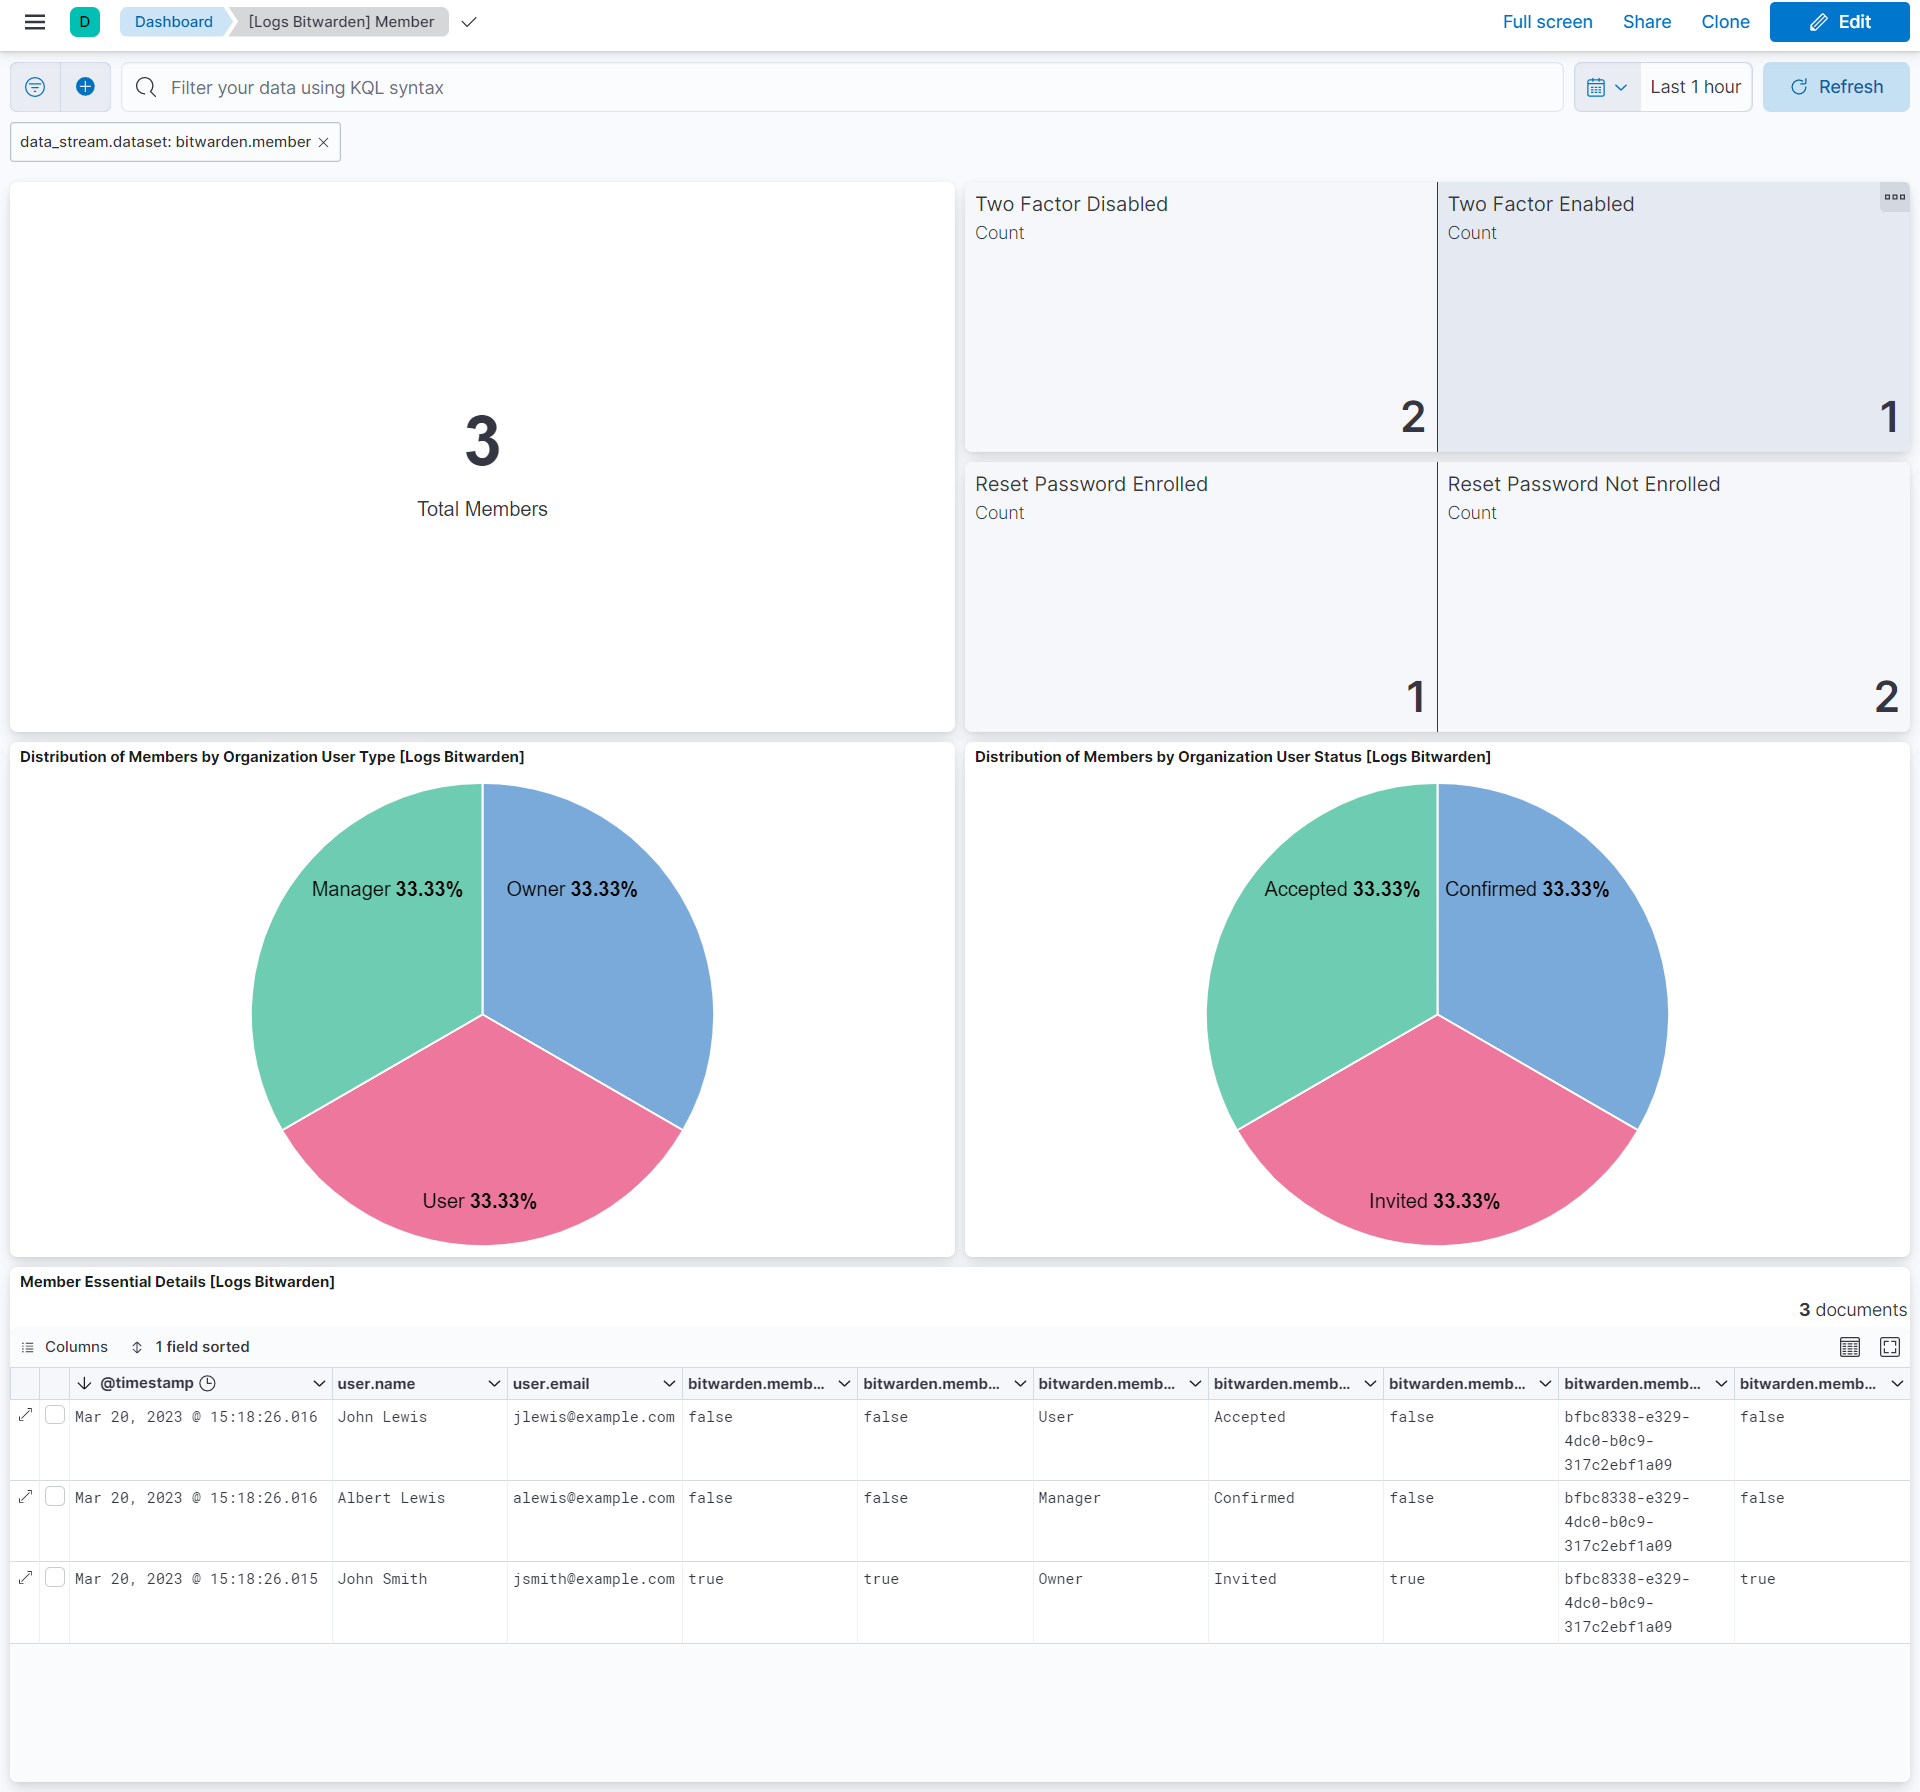 D Dashboard [Logs Bitwarden] Member Full screen Share Clone Edit
Filter your data using KQL syntax Last 1 hour Refresh
data_stream.dataset: bitwarden.member
3
Total Members
Two Factor Disabled
Count
2
Two Factor Enabled
Count
1
Reset Password Enrolled
Count
1
Reset Password Not Enrolled
Count
2
Distribution of Members by Organization User Type [Logs Bitwarden]
Manager 33.33% Owner 33.33%
User 33.33%
Distribution of Members by Organization User Status [Logs Bitwarden]
Accepted 33.33% Confirmed 33.33%
Invited 33.33%
Member Essential Details [Logs Bitwarden]
3 documents
Columns 1 field sorted
@timestamp user.name user.email bitwarden.memb... bitwarden.memb... bitwarden.memb... bitwarden.memb... bitwarden.memb... bitwarden.memb... bitwarden.memb...
Mar 20, 2023 @ 15:18:26.016 John Lewis jlewis@example.com false false User Accepted false bfbc8338-e329- false
4dc0-b0c9-
317c2ebf1a09
Mar 20, 2023 @ 15:18:26.016 Albert Lewis alewis@example.com false false Manager Confirmed false bfbc8338-e329- false
4dc0-b0c9-
317c2ebf1a09
Mar 20, 2023 @ 15:18:26.015 John Smith jsmith@example.com true true Owner Invited true bfbc8338-e329- true
4dc0-b0c9-
317c2ebf1a09